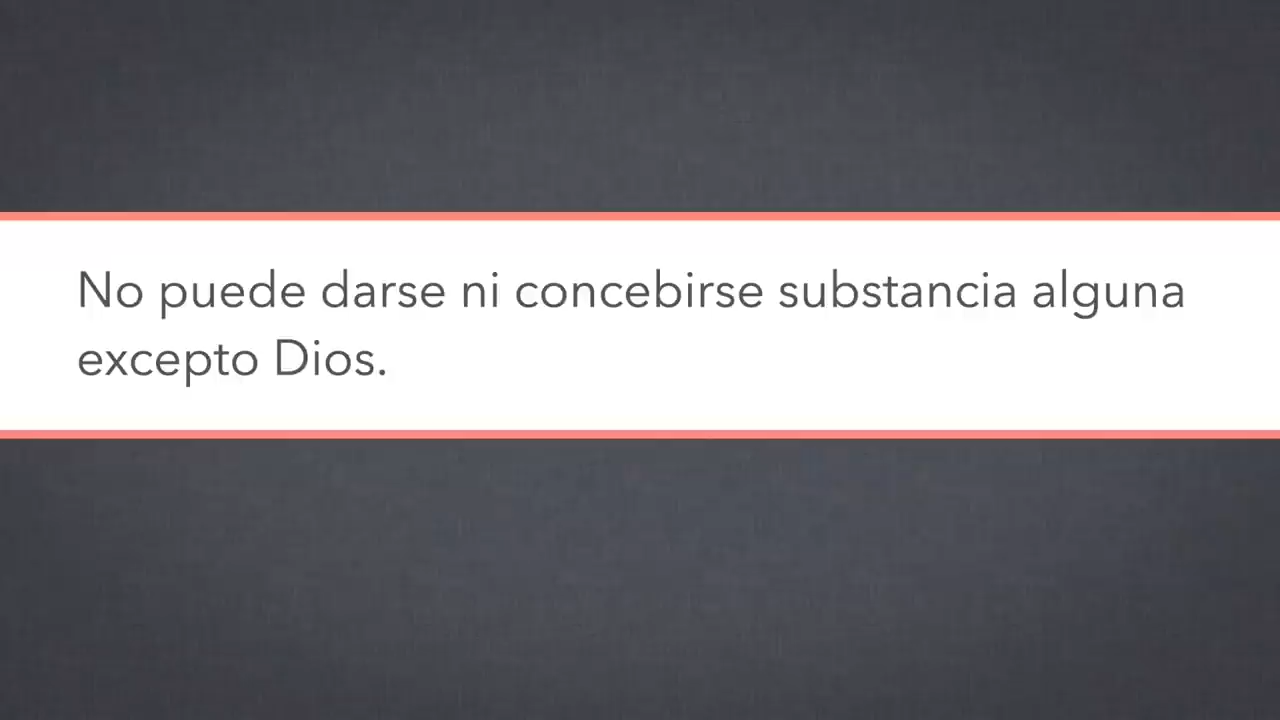 No puede darse ni concebirse substancia alguna
excepto Dios.